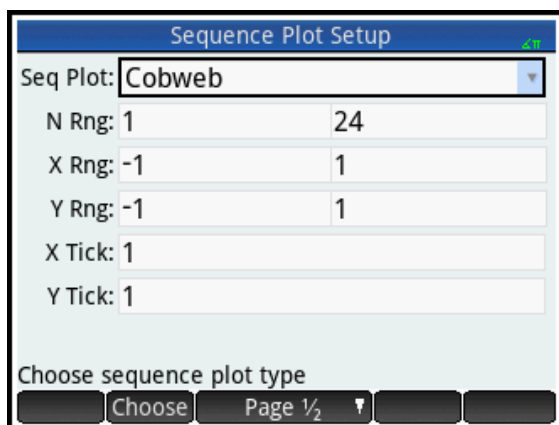 Sequence Plot Setup
∡π
Seq Plot: Cobweb
N Rng: 1 24
X Rng: -1 1
Y Rng: -1 1
X Tick: 1
Y Tick: 1
Choose sequence plot type
Choose Page ½